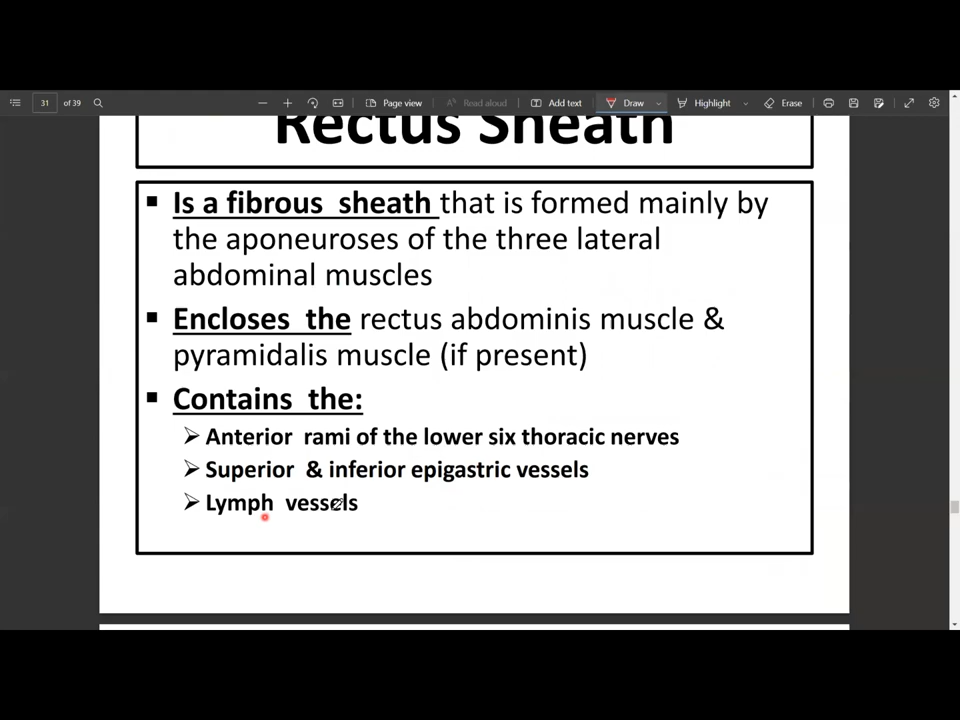 31 of 39 Page view Read aloud Add text Draw Highlight Erase
Rectus Sheath
▪ Is a fibrous sheath that is formed mainly by
the aponeuroses of the three lateral
abdominal muscles
▪ Encloses the rectus abdominis muscle &
pyramidalis muscle (if present)
▪ Contains the:
➢ Anterior rami of the lower six thoracic nerves
➢ Superior & inferior epigastric vessels
➢ Lymph vessels